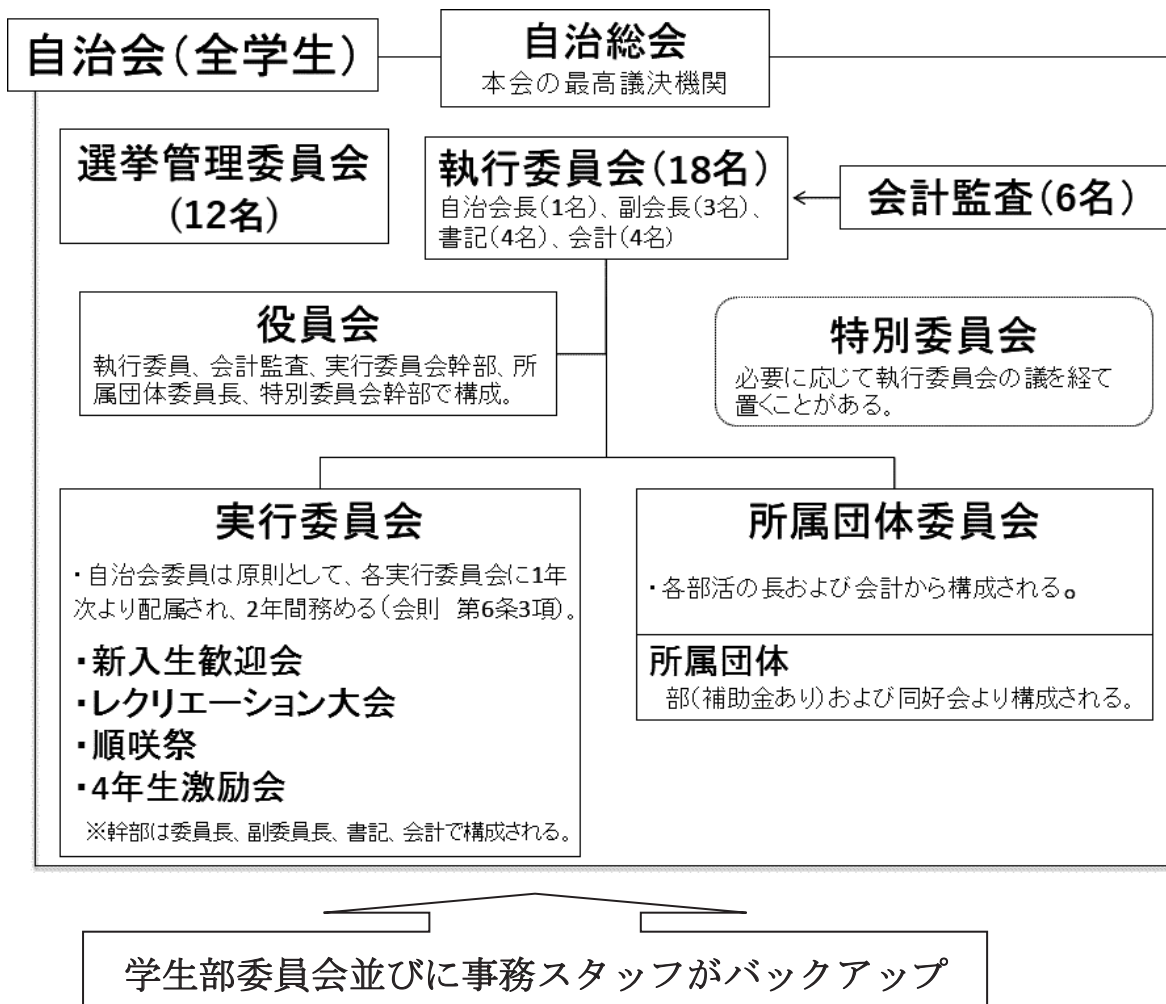 自治会(全学生)
自治総会
本会の最高議決機関
選挙管理委員会
(12名)
執行委員会(18名)
自治会長(1名)、副会長(3名)、
書記(4名)、会計(4名)
会計監査(6名)
役員会
執行委員、会計監査、実行委員会幹部、所
属団体委員長、特別委員会幹部で構成。
特別委員会
必要に応じて執行委員会の議を経て
置くことがある。
実行委員会
・自治会委員は原則として、各実行委員会に1年
次より配属され、2年間務める(会則 第6条3項)。
・新入生歓迎会
・レクリエーション大会
・順咲祭
・4年生激励会
※幹部は委員長、副委員長、書記、会計で構成される。
所属団体委員会
・各部活の長および会計から構成される。
所属団体
部(補助金あり)および同好会より構成される。
学生部委員会並びに事務スタッフがバックアップ